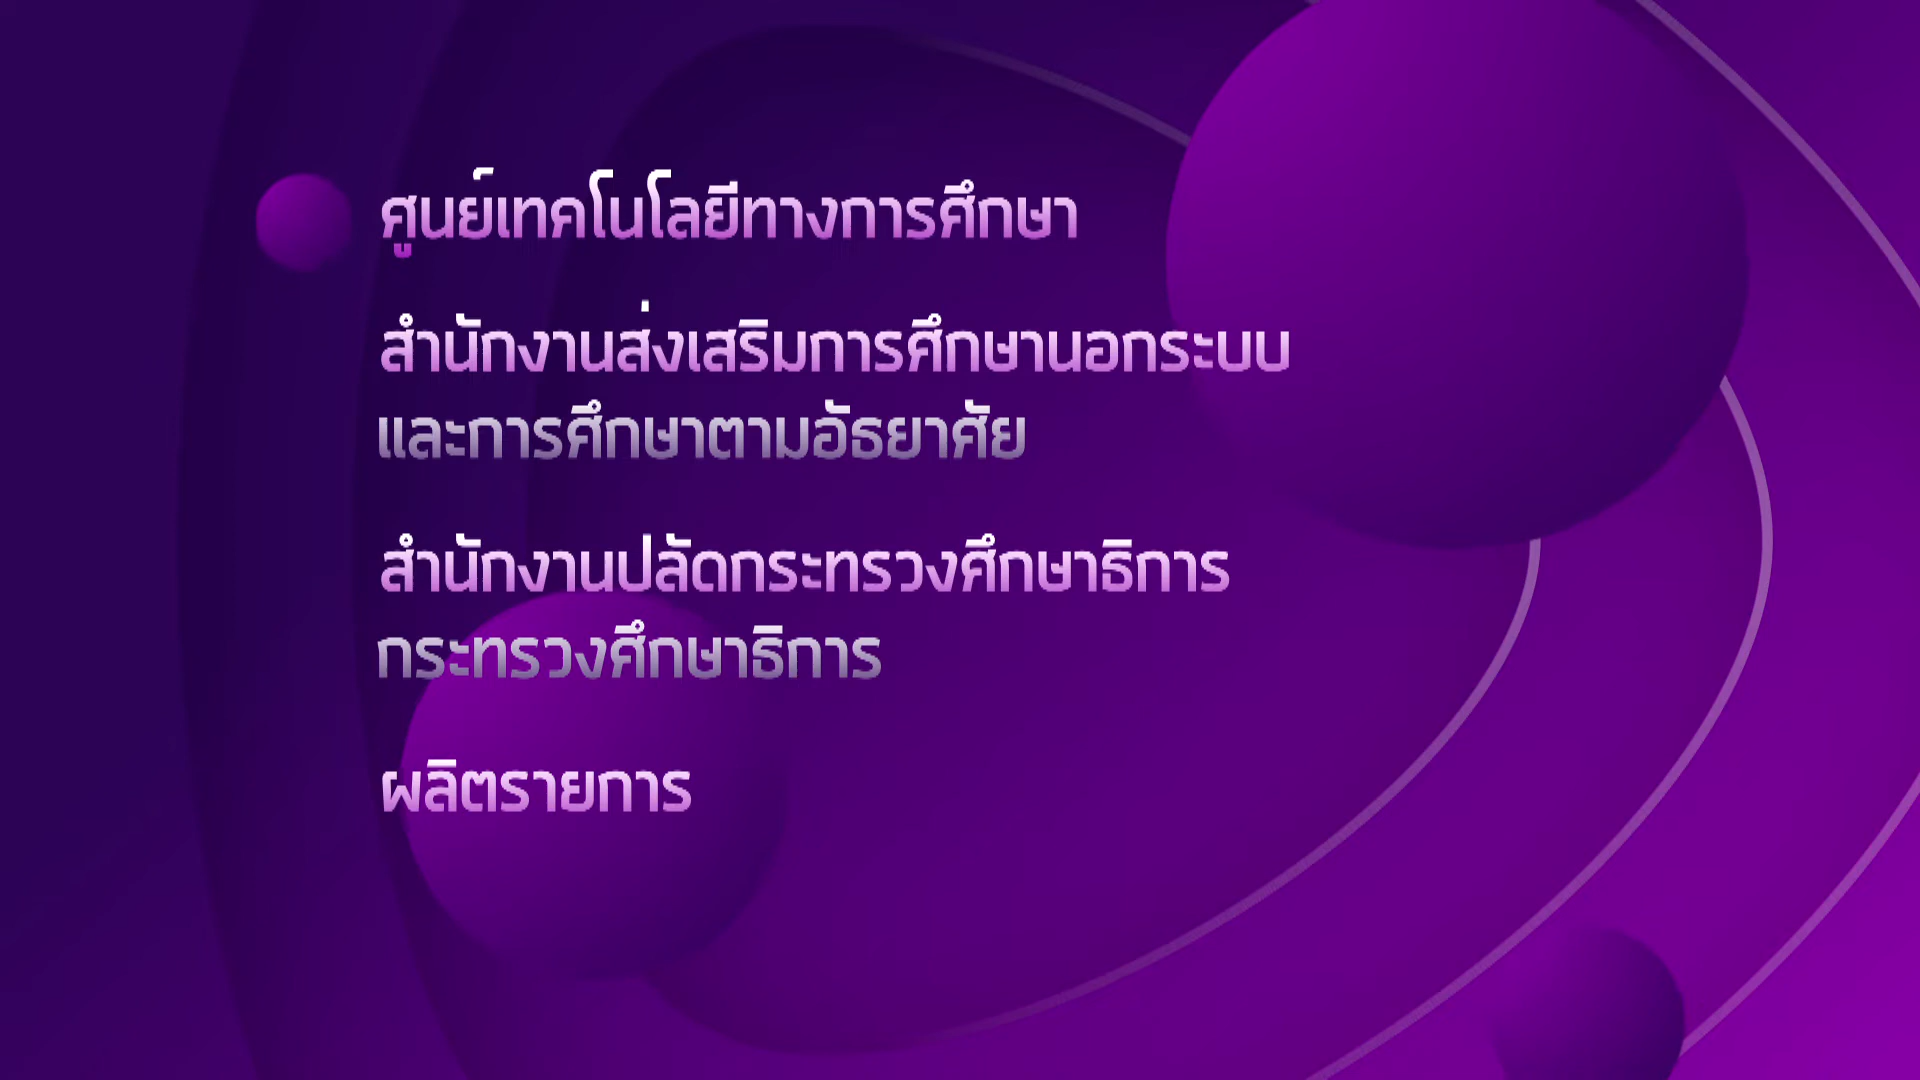 ศูนย์เทคโนโลยีทางการศึกษา
สำนักงานส่งเสริมการศึกษานอกระบบ
และการศึกษาตามอัธยาศัย
สำนักงานปลัดกระทรวงศึกษาธิการ
กระทรวงศึกษาธิการ
ผลิตรายการ